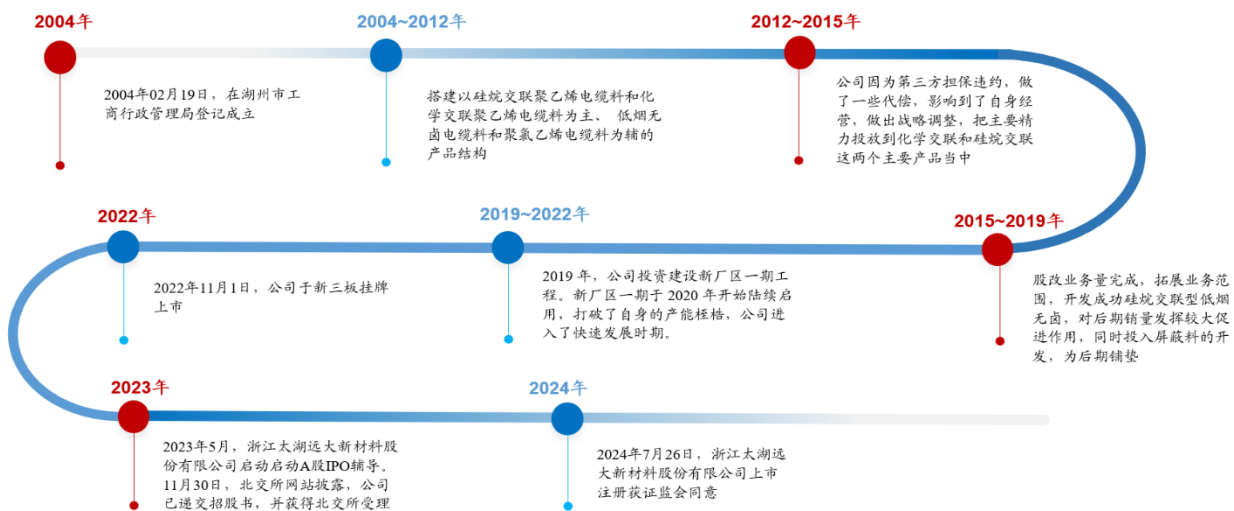 2004年
2004年02月19日，在湖州市工
商行政管理局登记成立
2004~2012年
搭建以硅烷交联聚乙烯电缆料和化
学交联聚乙烯电缆料为主、 低烟无
卤电缆料和聚氯乙烯电缆料为辅的
产品结构
2012~2015年
公司因为第三方担保违约，做
了一些代偿，影响到了自身经
营，做出战略调整，把主要精
力投放到化学交联和硅烷交联
这两个主要产品当中
2015~2019年
股改业务量完成，拓展业务范
围，开发成功硅烷交联型低烟
无卤，对后期销量发挥较大促
进作用，同时投入屏蔽料的开
发，为后期铺垫
2019~2022年
2019 年，公司投资建设新厂区一期工
程。新厂区一期于 2020 年开始陆续启
用，打破了自身的产能桎梏，公司进
入了快速发展时期。
2022年
2022年11月1日，公司于新三板挂牌
上市
2023年
2023年5月，浙江太湖远大新材料股
份有限公司启动启动A股IPO辅导。
11月30日，北交所网站披露，公司
已递交招股书，并获得北交所受理
2024年
2024年7月26日，浙江太湖远
大新材料股份有限公司上市
注册获证监会同意